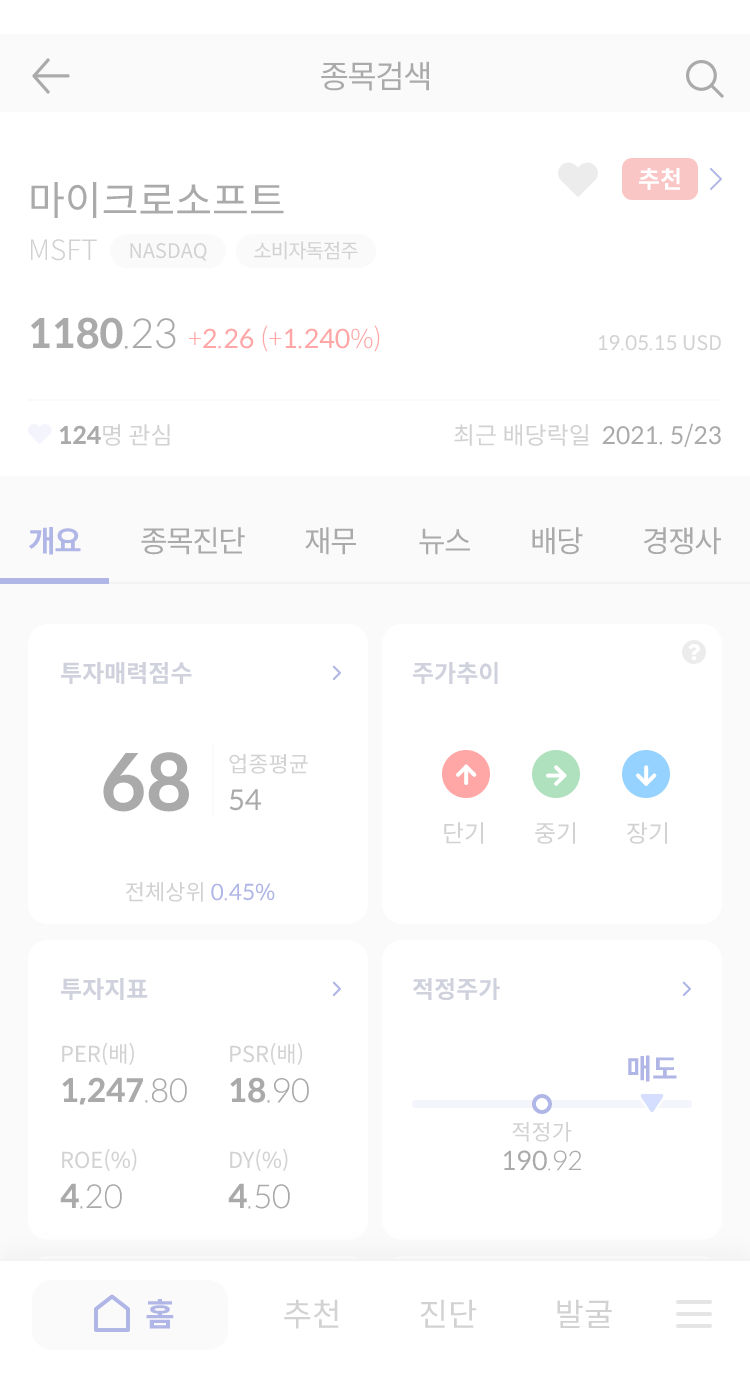 종목검색
마이크로소프트
추천
MSFT NASDAQ 소비자독점주
1180.23 +2.26 (+1.240%)
19.05.15 USD
124명 관심
최근 배당락일 2021. 5/23
개요 종목진단 재무 뉴스 배당 경쟁사
투자매력점수
68
업종평균
54
전체상위 0.45%
주가추이
?
단기 중기 장기
투자지표
PER(배) PSR(배)
1,247.80 18.90
ROE(%) DY(%)
4.20 4.50
적정주가
매도
적정가
190.92
홈 추천 진단 발굴